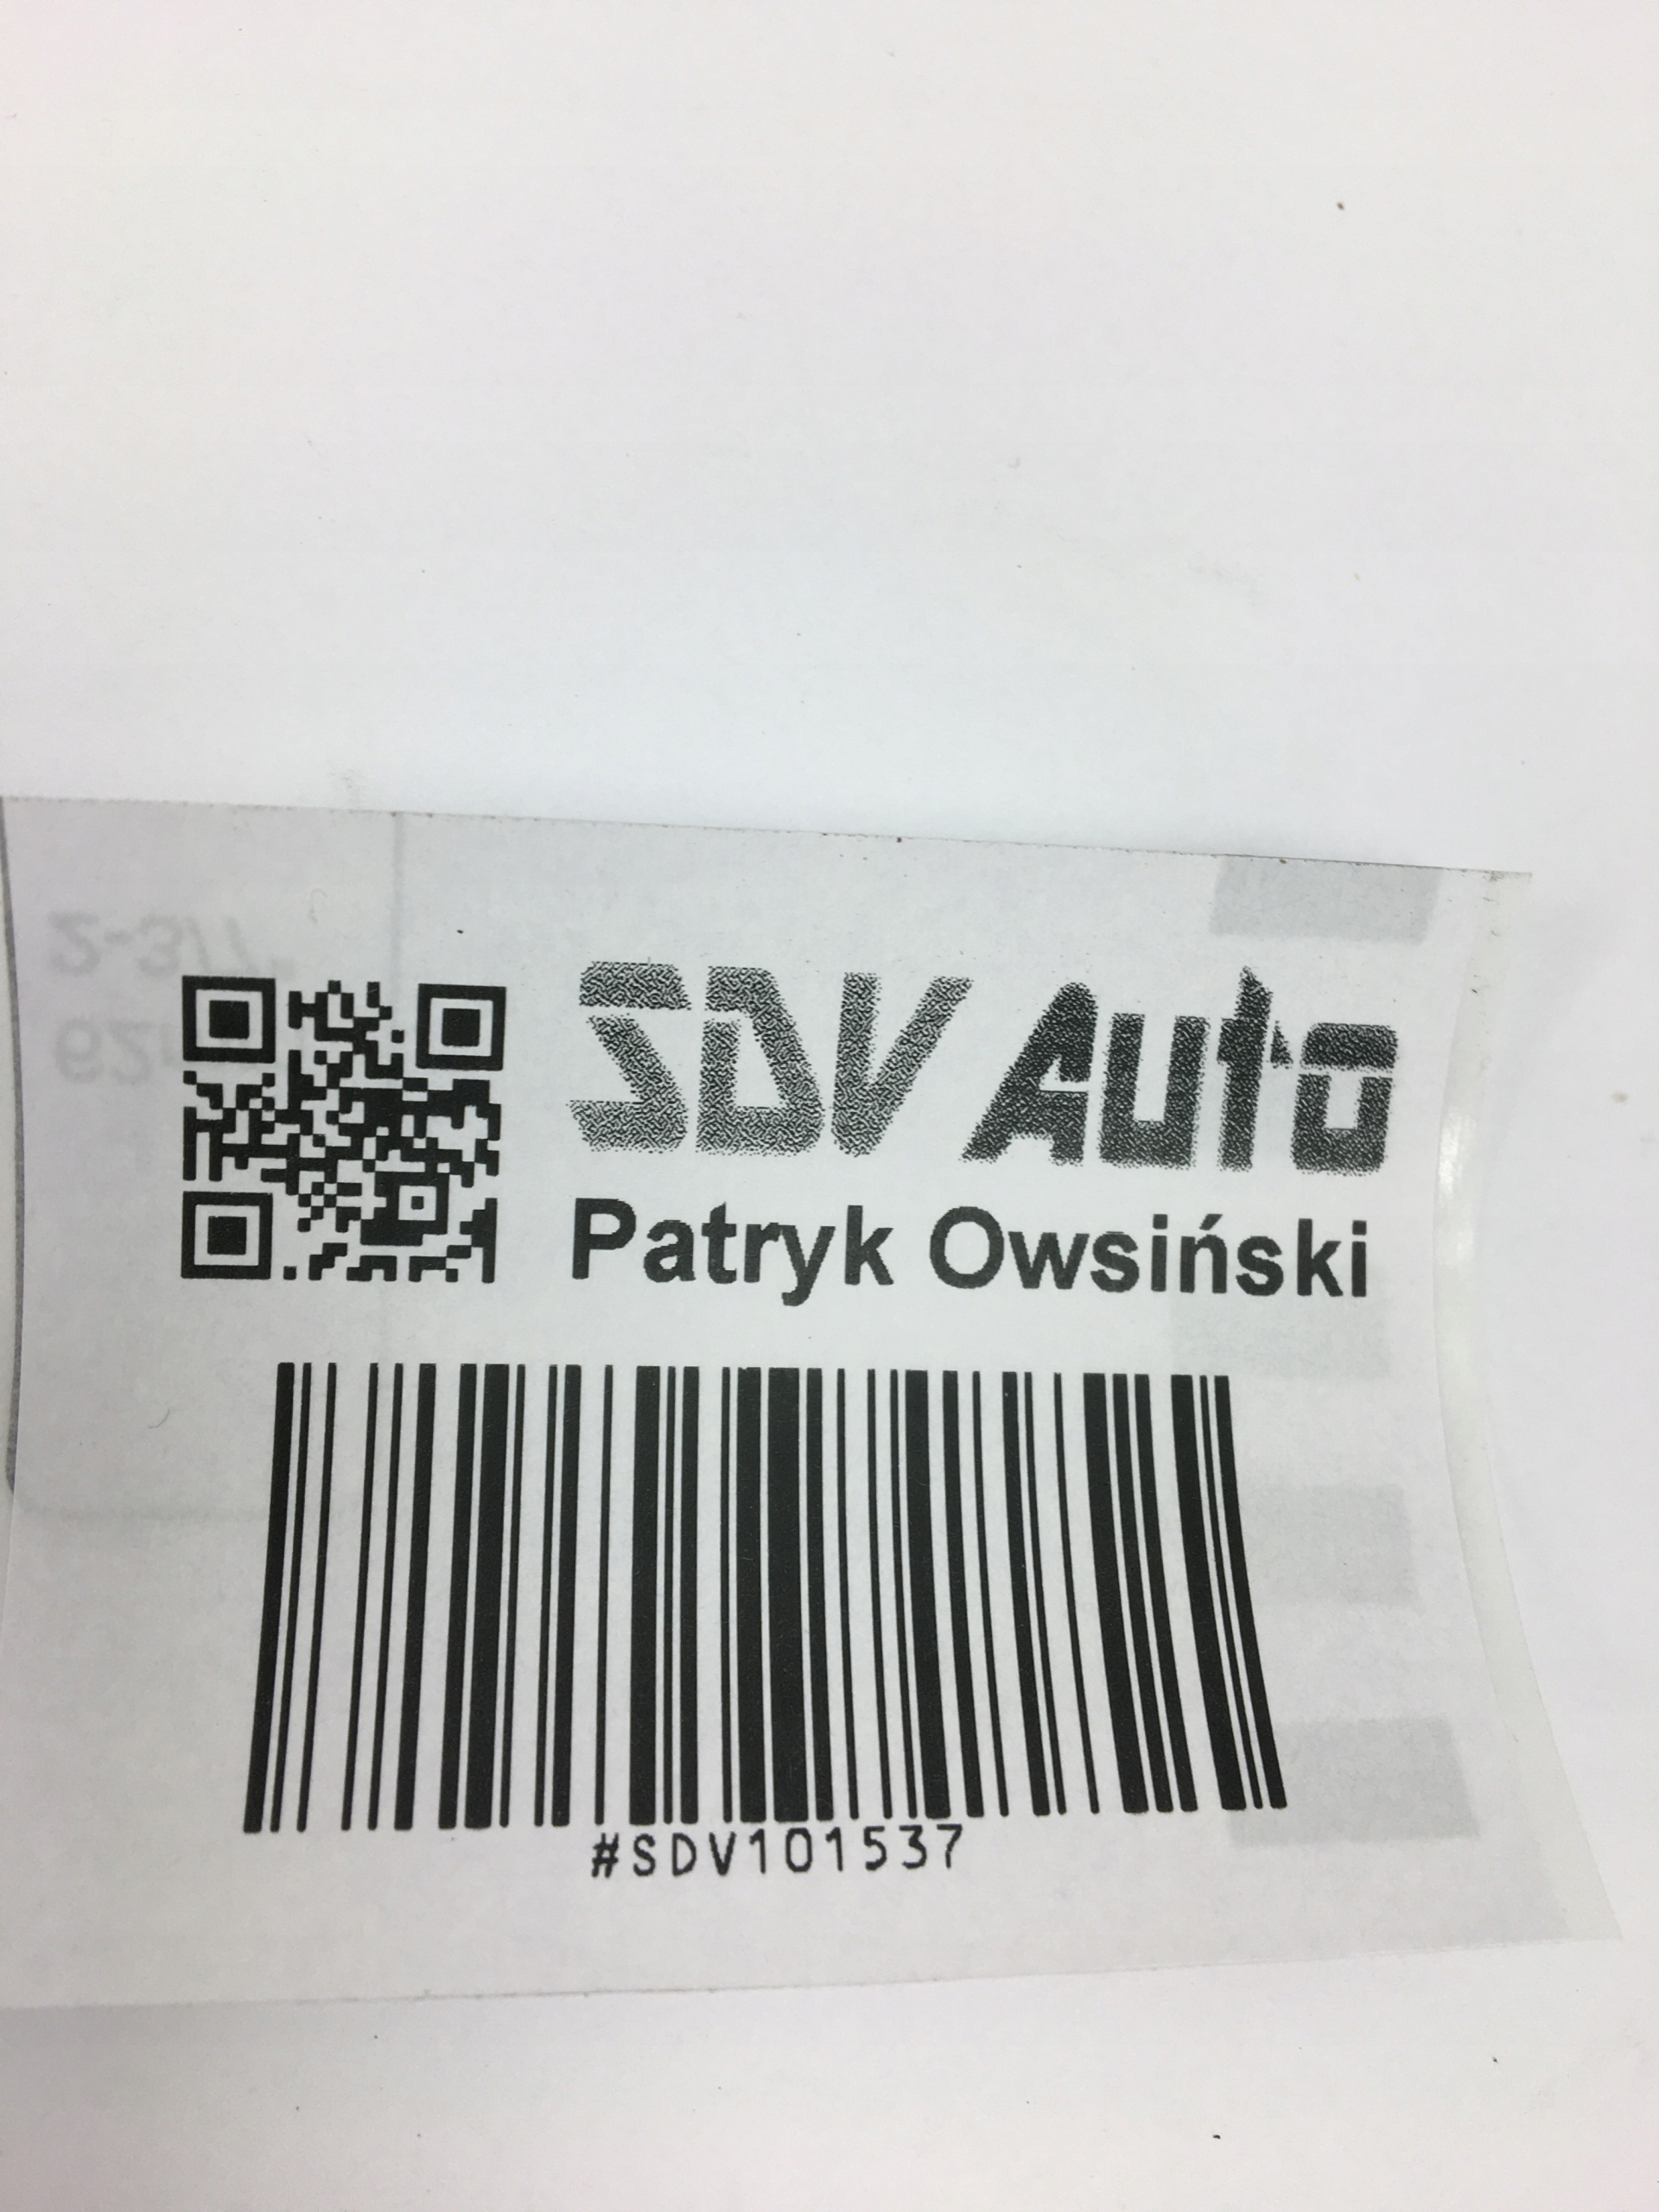 SDV Auto
Patryk Owsiński
#SDV101537